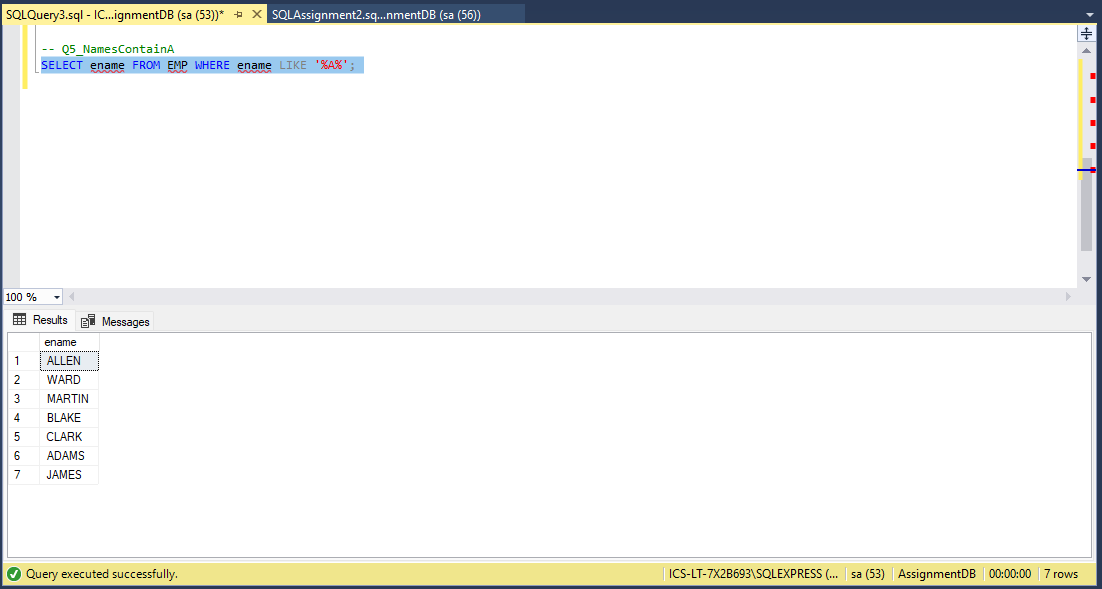 SQLQuery3.sql - IC...ignmentDB (sa (53))* SQLAssignment2.sq...nmentDB (sa (56))
-- Q5_NamesContainA
SELECT ename FROM EMP WHERE ename LIKE '%A%';
100 %
Results Messages
ename
1 ALLEN
2 WARD
3 MARTIN
4 BLAKE
5 CLARK
6 ADAMS
7 JAMES
Query executed successfully. ICS-LT-7X2B693\SQLEXPRESS (... sa (53) AssignmentDB 00:00:00 7 rows